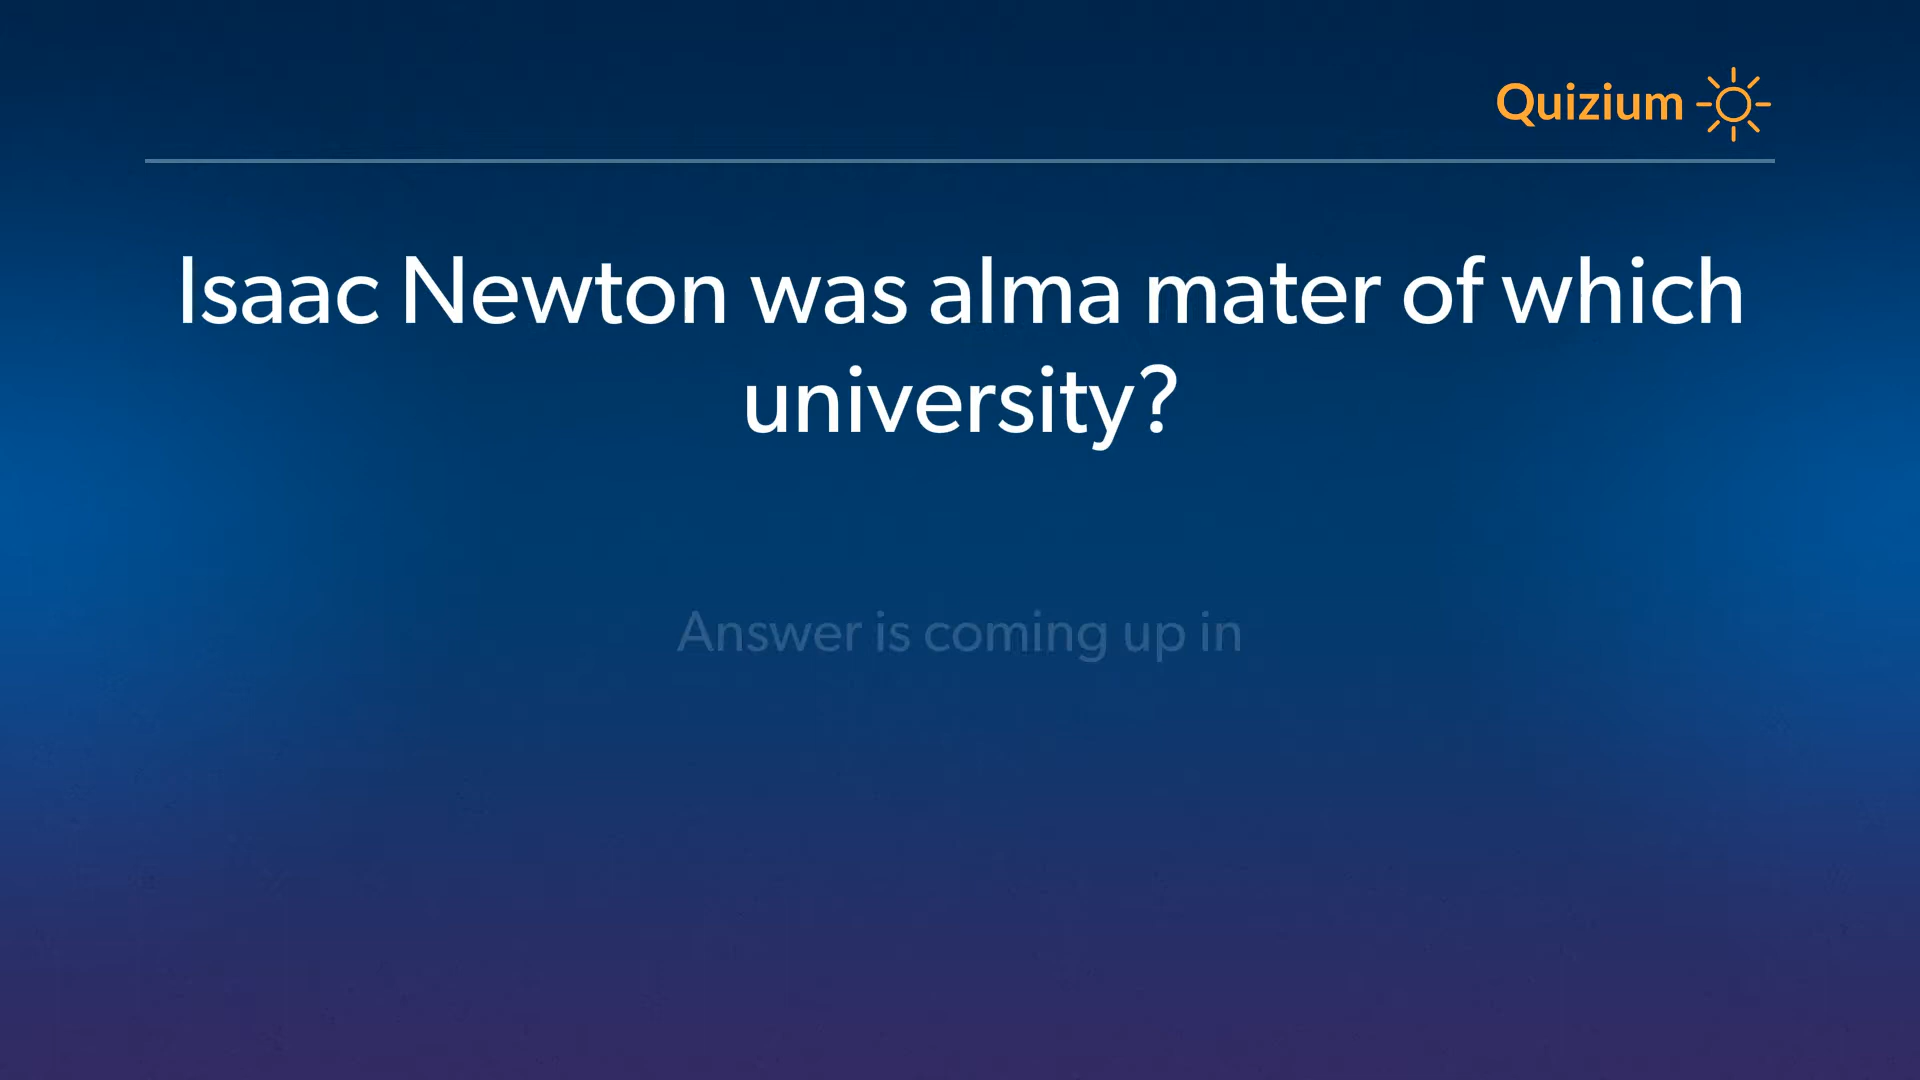 Quizium
Isaac Newton was alma mater of which
university?
Answer is coming up in